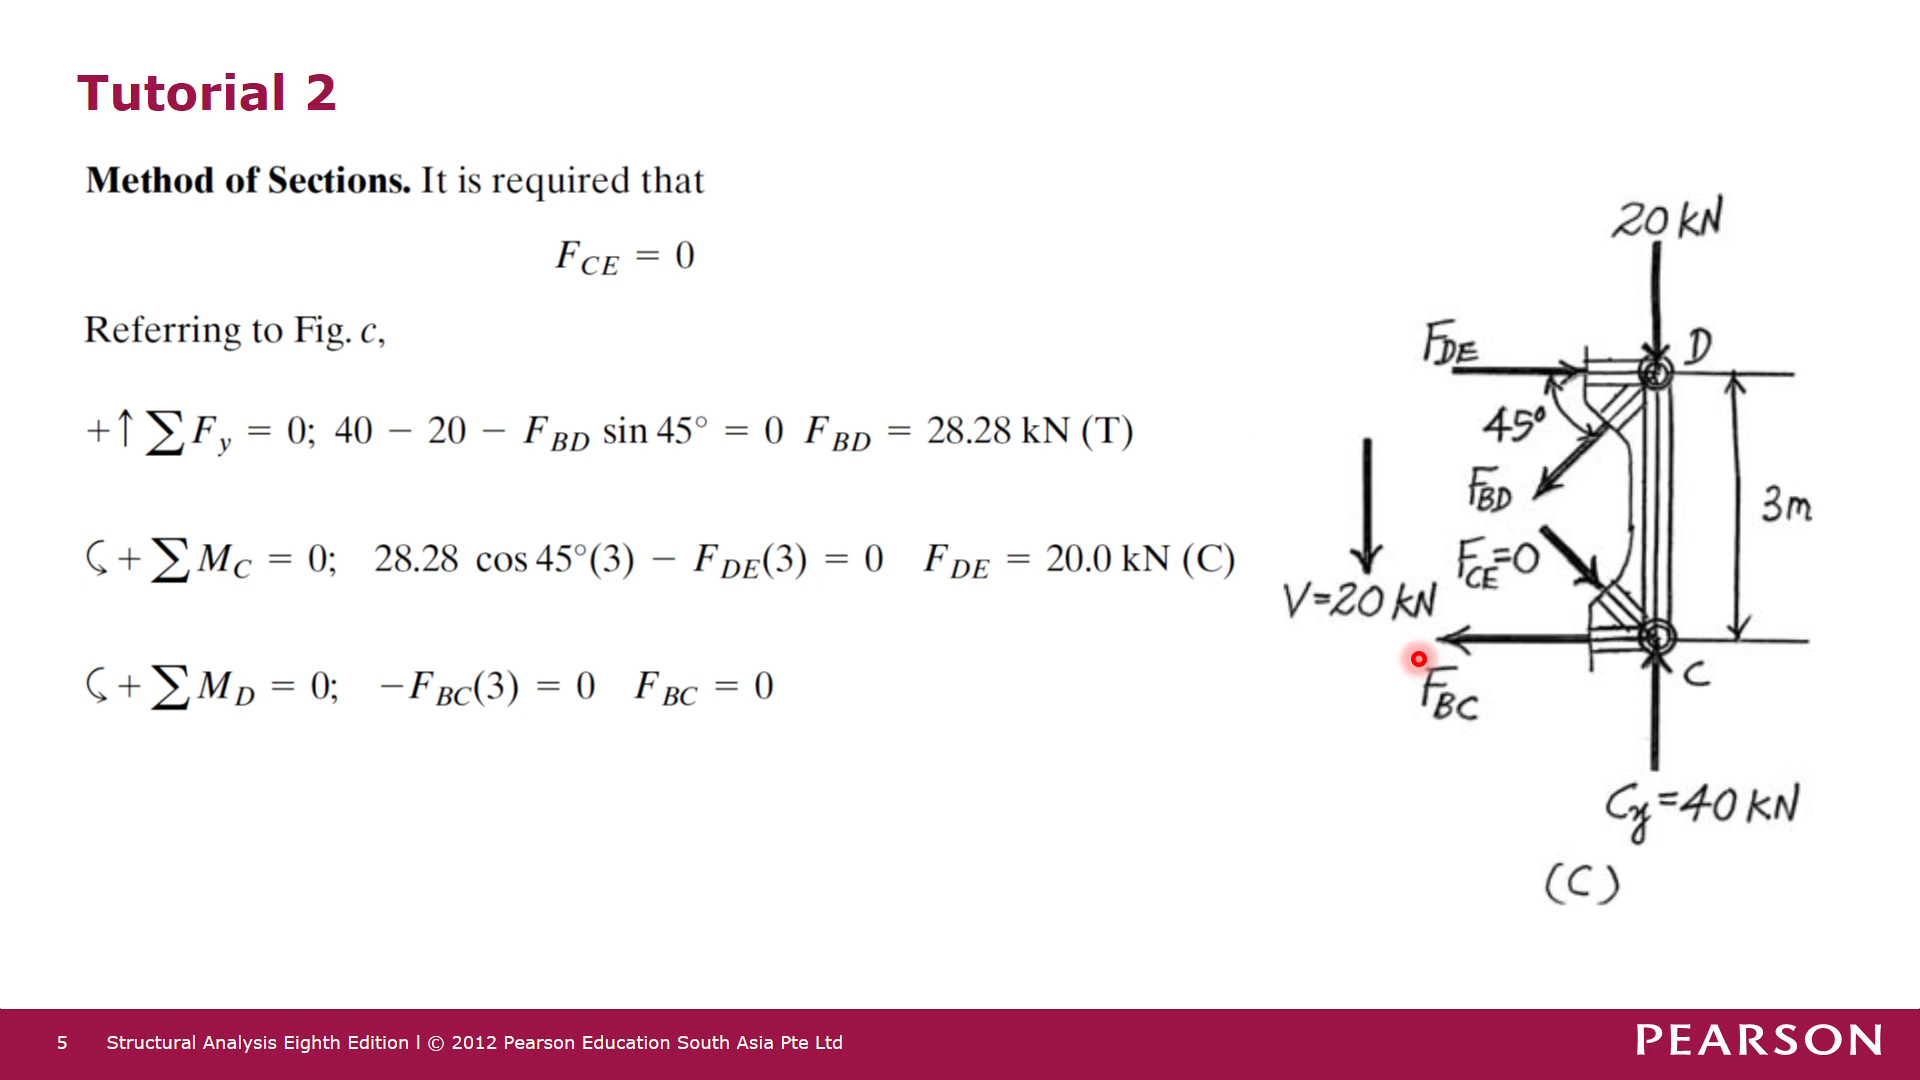 Tutorial 2
Method of Sections. It is required that
F_CE = 0
Referring to Fig. c,
+↑ ∑F_y = 0; 40 − 20 − F_BD sin 45° = 0 F_BD = 28.28 kN (T)
⤹+ ∑M_C = 0; 28.28 cos 45°(3) − F_DE(3) = 0 F_DE = 20.0 kN (C)
⤹+ ∑M_D = 0; −F_BC(3) = 0 F_BC = 0
20 kN
F_DE
D
45°
F_BD
3m
F_CE=0
V=20 kN
F_BC
C
C_y=40 kN
(C)
5 Structural Analysis Eighth Edition l © 2012 Pearson Education South Asia Pte Ltd
PEARSON